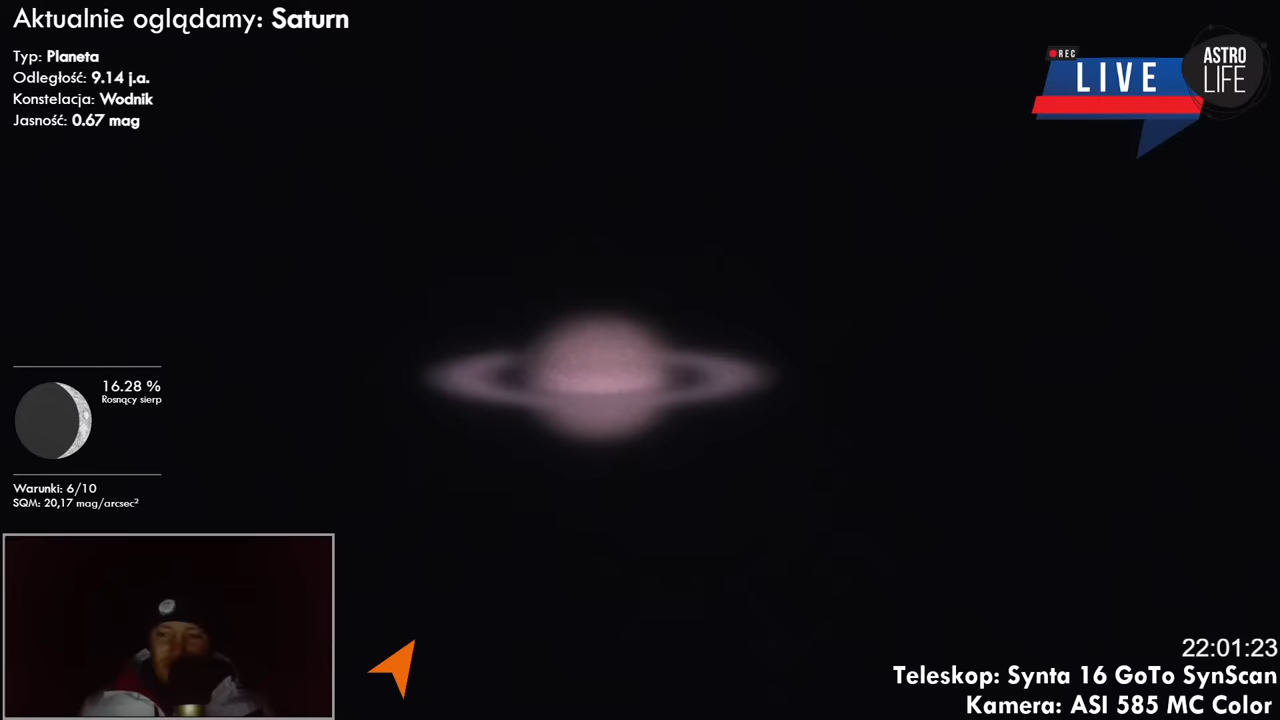 Aktualnie oglądamy: Saturn
Typ: Planeta
Odległość: 9.14 j.a.
Konstelacja: Wodnik
Jasność: 0.67 mag
REC
LIVE
ASTRO
LIFE
16.28 %
Rosnący sierp
Warunki: 6/10
SQM: 20,17 mag/arcsec²
22:01:23
Teleskop: Synta 16 GoTo SynScan
Kamera: ASI 585 MC Color